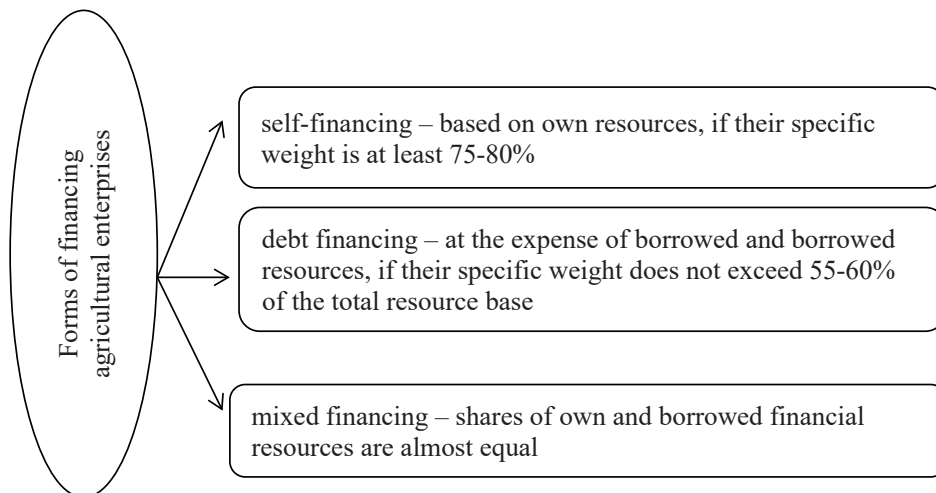 Forms of financing
agricultural enterprises
self-financing – based on own resources, if their specific
weight is at least 75-80%
debt financing – at the expense of borrowed and borrowed
resources, if their specific weight does not exceed 55-60%
of the total resource base
mixed financing – shares of own and borrowed financial
resources are almost equal